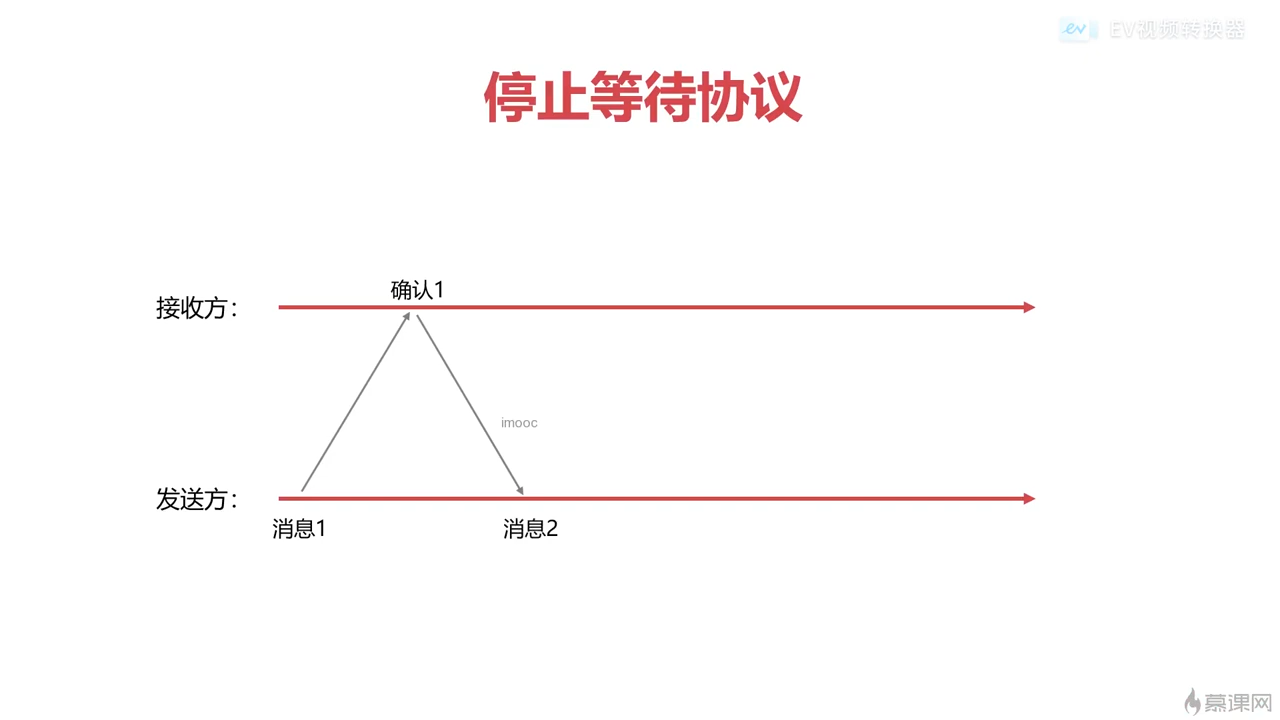 EV视频转换器
停止等待协议
确认1
接收方：
imooc
发送方：
消息1
消息2
慕课网